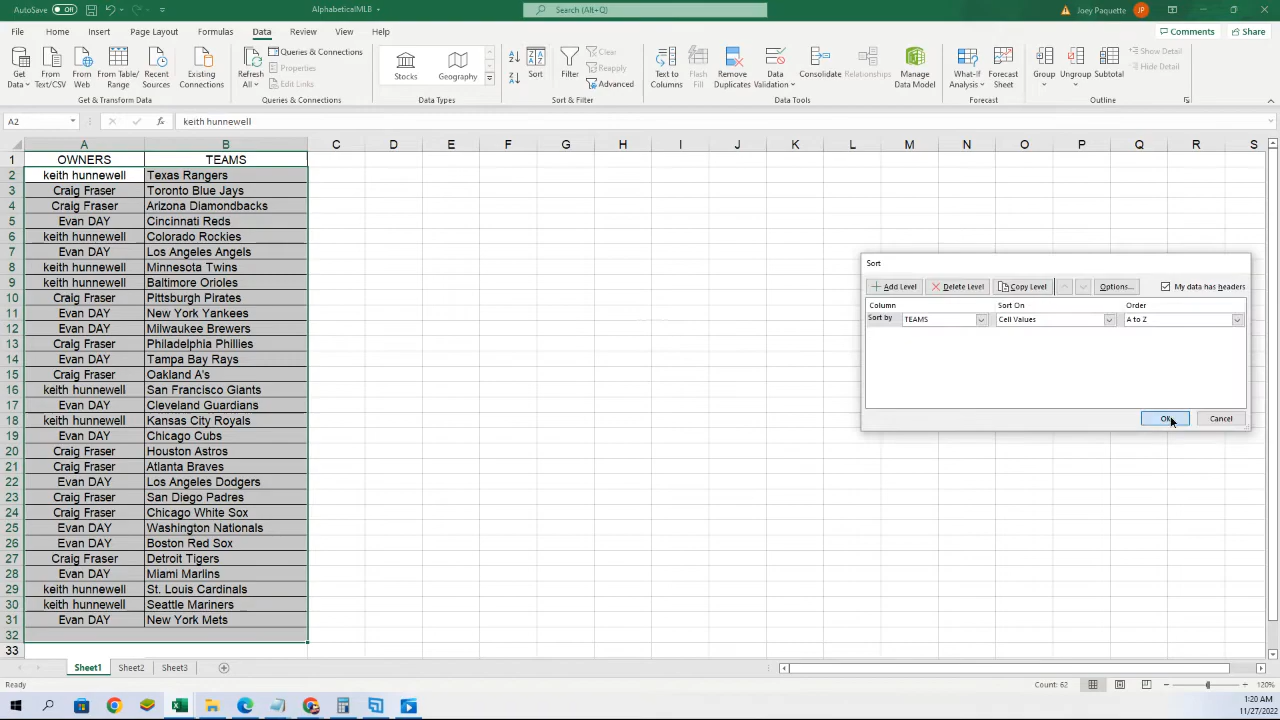 AutoSave Off AlphabeticalMLB Search (Alt+Q) Joey Paquette JP
File Home Insert Page Layout Formulas Data Review View Help Comments Share
Get Data From Text/CSV From Web From Table/Range Recent Sources Existing Connections
Refresh All Queries & Connections Properties Edit Links
Stocks Geography
Sort Filter Clear Reapply Advanced
Text to Columns Flash Fill Remove Duplicates Data Validation Consolidate Relationships Manage Data Model
What-If Analysis Forecast Sheet Group Ungroup Subtotal Show Detail Hide Detail
Get & Transform Data Queries & Connections Data Types Sort & Filter Data Tools Forecast Outline
A2 fx keith hunnewell
A B C D E F G H I J K L M N O P Q R S
1 OWNERS TEAMS
2 keith hunnewell Texas Rangers
3 Craig Fraser Toronto Blue Jays
4 Craig Fraser Arizona Diamondbacks
5 Evan DAY Cincinnati Reds
6 keith hunnewell Colorado Rockies
7 Evan DAY Los Angeles Angels
8 keith hunnewell Minnesota Twins
9 keith hunnewell Baltimore Orioles
10 Craig Fraser Pittsburgh Pirates
11 Evan DAY New York Yankees
12 Evan DAY Milwaukee Brewers
13 Craig Fraser Philadelphia Phillies
14 Evan DAY Tampa Bay Rays
15 Craig Fraser Oakland A's
16 keith hunnewell San Francisco Giants
17 Evan DAY Cleveland Guardians
18 keith hunnewell Kansas City Royals
19 Evan DAY Chicago Cubs
20 Craig Fraser Houston Astros
21 Craig Fraser Atlanta Braves
22 Evan DAY Los Angeles Dodgers
23 Craig Fraser San Diego Padres
24 Craig Fraser Chicago White Sox
25 Evan DAY Washington Nationals
26 Evan DAY Boston Red Sox
27 Craig Fraser Detroit Tigers
28 Evan DAY Miami Marlins
29 keith hunnewell St. Louis Cardinals
30 keith hunnewell Seattle Mariners
31 Evan DAY New York Mets
32
33
Sort
Add Level Delete Level Copy Level Options... My data has headers
Column Sort On Order
Sort by TEAMS Cell Values A to Z
OK Cancel
Sheet1 Sheet2 Sheet3
Ready Count: 62 120%
1:20 AM
11/27/2022